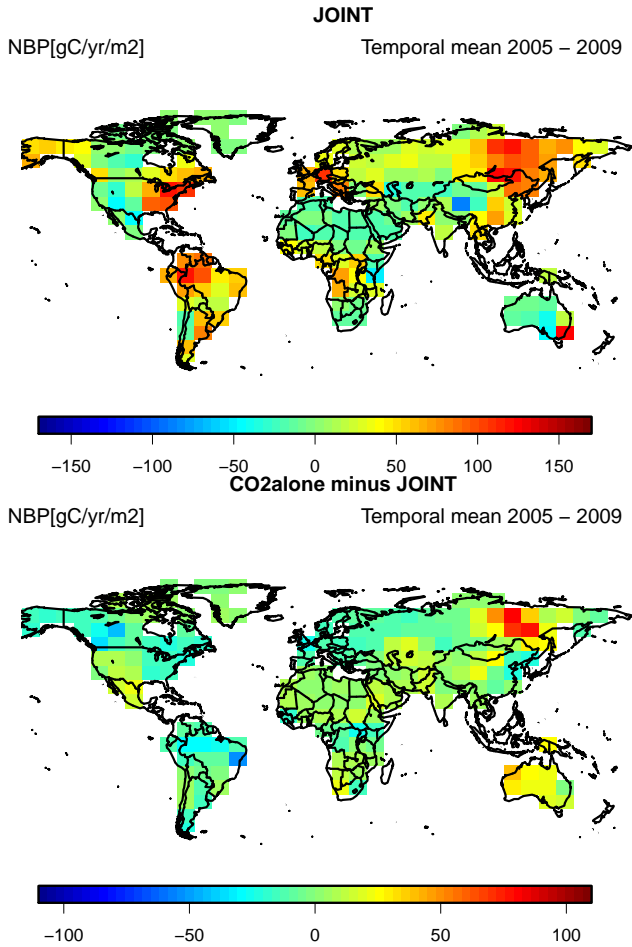 JOINT
NBP[gC/yr/m2] Temporal mean 2005 − 2009
−150 −100 −50 0 50 100 150
CO2alone minus JOINT
NBP[gC/yr/m2] Temporal mean 2005 − 2009
−100 −50 0 50 100